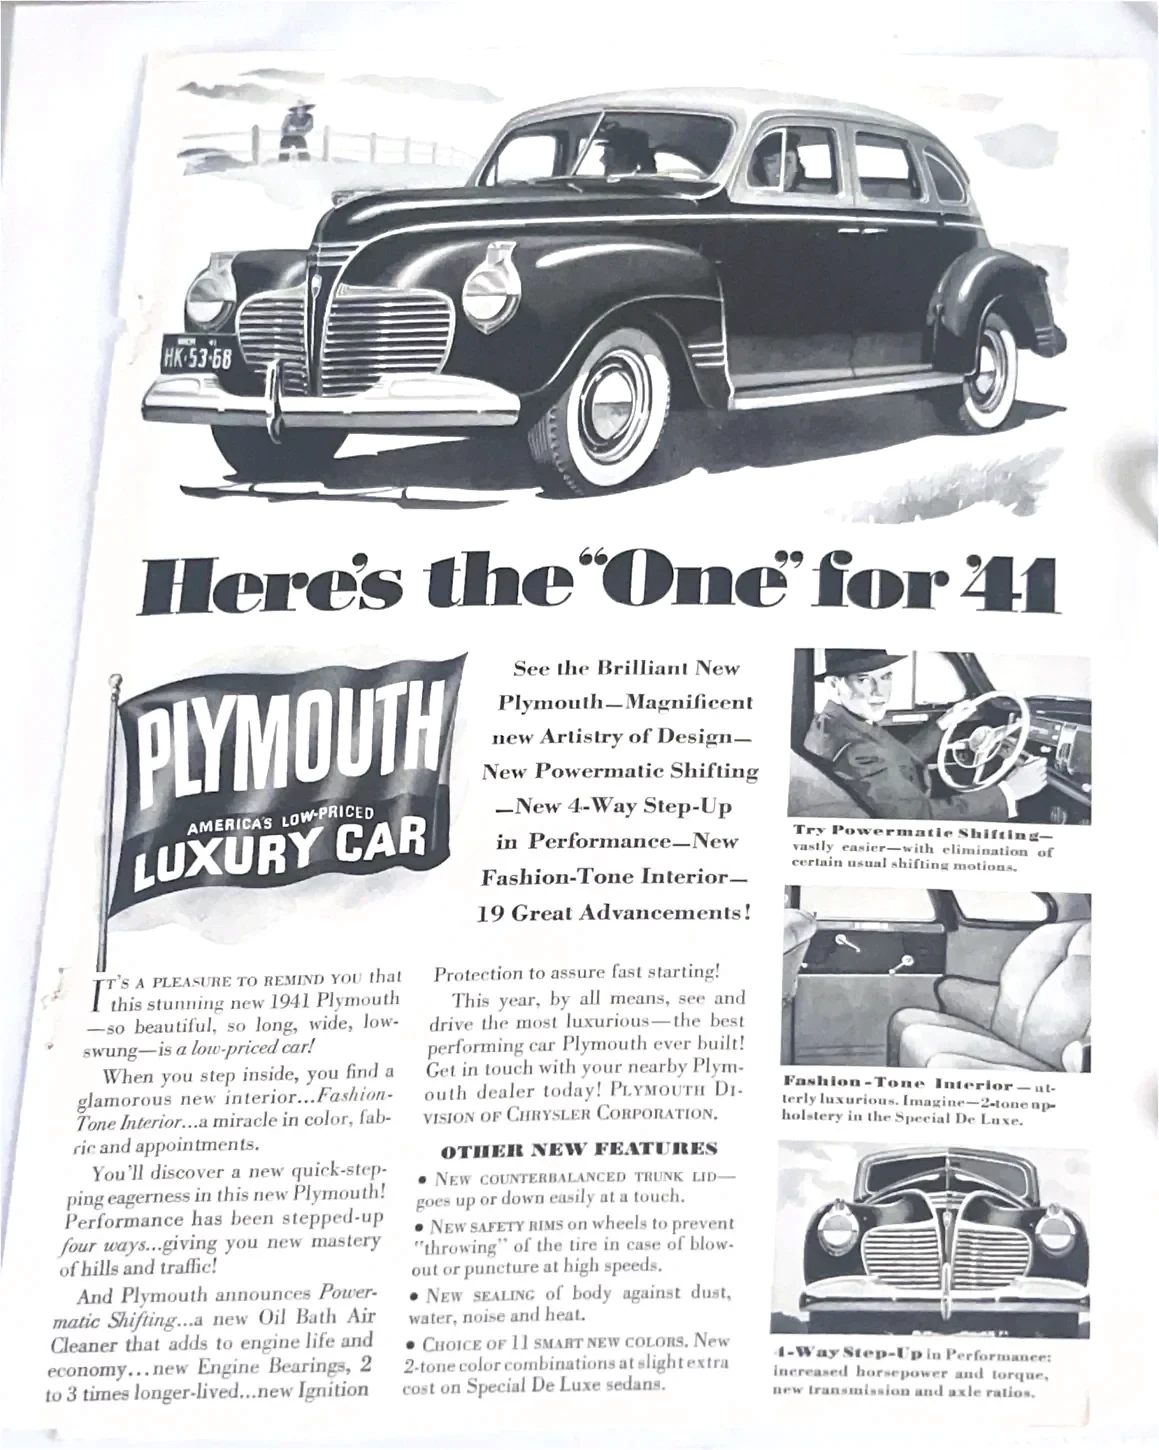 HK·53·68
Here's the "One" for '41
PLYMOUTH
AMERICA'S LOW-PRICED
LUXURY CAR
See the Brilliant New
Plymouth—Magnificent
new Artistry of Design—
New Powermatic Shifting
—New 4-Way Step-Up
in Performance—New
Fashion-Tone Interior—
19 Great Advancements!
IT'S A PLEASURE TO REMIND YOU that
this stunning new 1941 Plymouth
—so beautiful, so long, wide, low-
swung—is a low-priced car!
When you step inside, you find a
glamorous new interior...Fashion-
Tone Interior...a miracle in color, fab-
ric and appointments.
You'll discover a new quick-step-
ping eagerness in this new Plymouth!
Performance has been stepped-up
four ways...giving you new mastery
of hills and traffic!
And Plymouth announces Power-
matic Shifting...a new Oil Bath Air
Cleaner that adds to engine life and
economy...new Engine Bearings, 2
to 3 times longer-lived...new Ignition
Protection to assure fast starting!
This year, by all means, see and
drive the most luxurious—the best
performing car Plymouth ever built!
Get in touch with your nearby Plym-
outh dealer today! PLYMOUTH DI-
VISION OF CHRYSLER CORPORATION.
OTHER NEW FEATURES
• NEW COUNTERBALANCED TRUNK LID—
goes up or down easily at a touch.
• NEW SAFETY RIMS on wheels to prevent
"throwing" of the tire in case of blow-
out or puncture at high speeds.
• NEW SEALING of body against dust,
water, noise and heat.
• CHOICE OF 11 SMART NEW COLORS. New
2-tone color combinations at slight extra
cost on Special De Luxe sedans.
Try Powermatic Shifting—
vastly easier—with elimination of
certain usual shifting motions.
Fashion-Tone Interior—ut-
terly luxurious. Imagine—2-tone up-
holstery in the Special De Luxe.
4-Way Step-Up in Performance:
increased horsepower and torque,
new transmission and axle ratios.